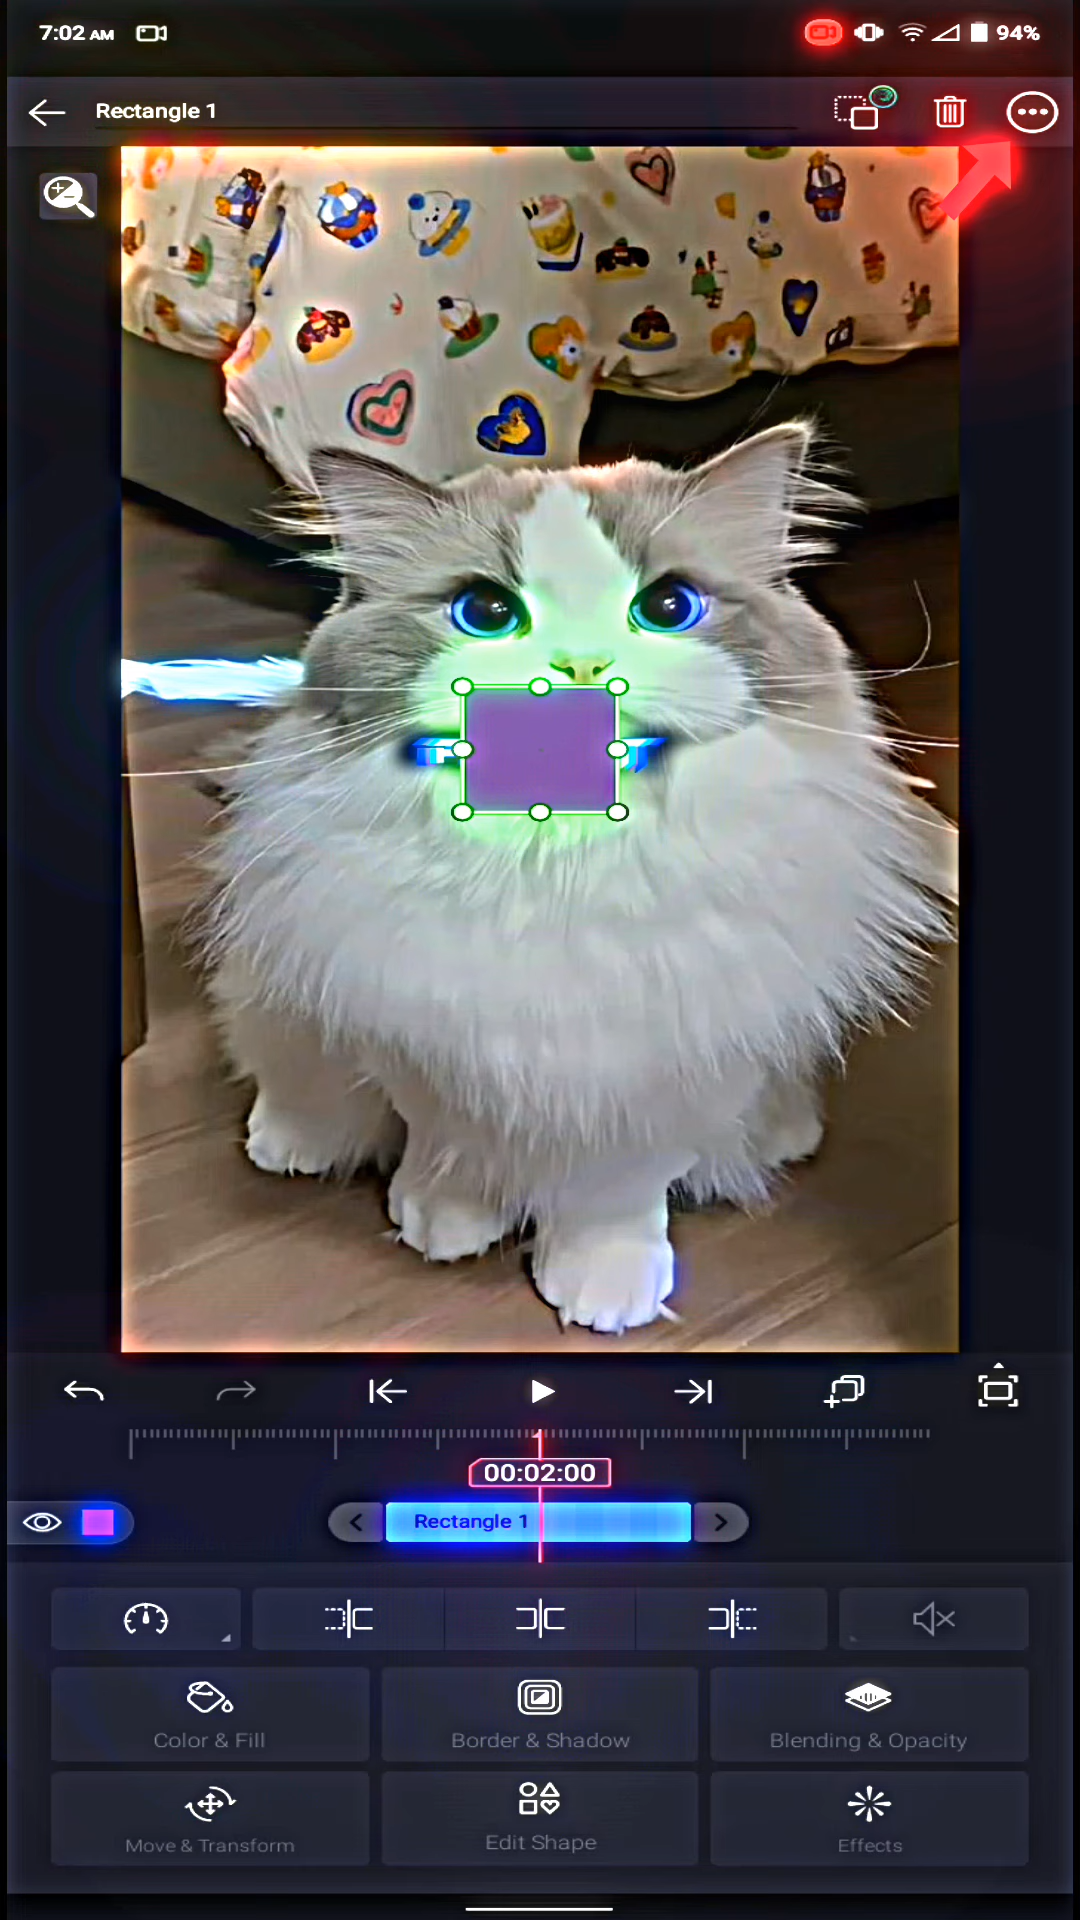 7:02 AM
94%
Rectangle 1
00:02:00
Rectangle 1
Color & Fill
Border & Shadow
Blending & Opacity
Move & Transform
Edit Shape
Effects